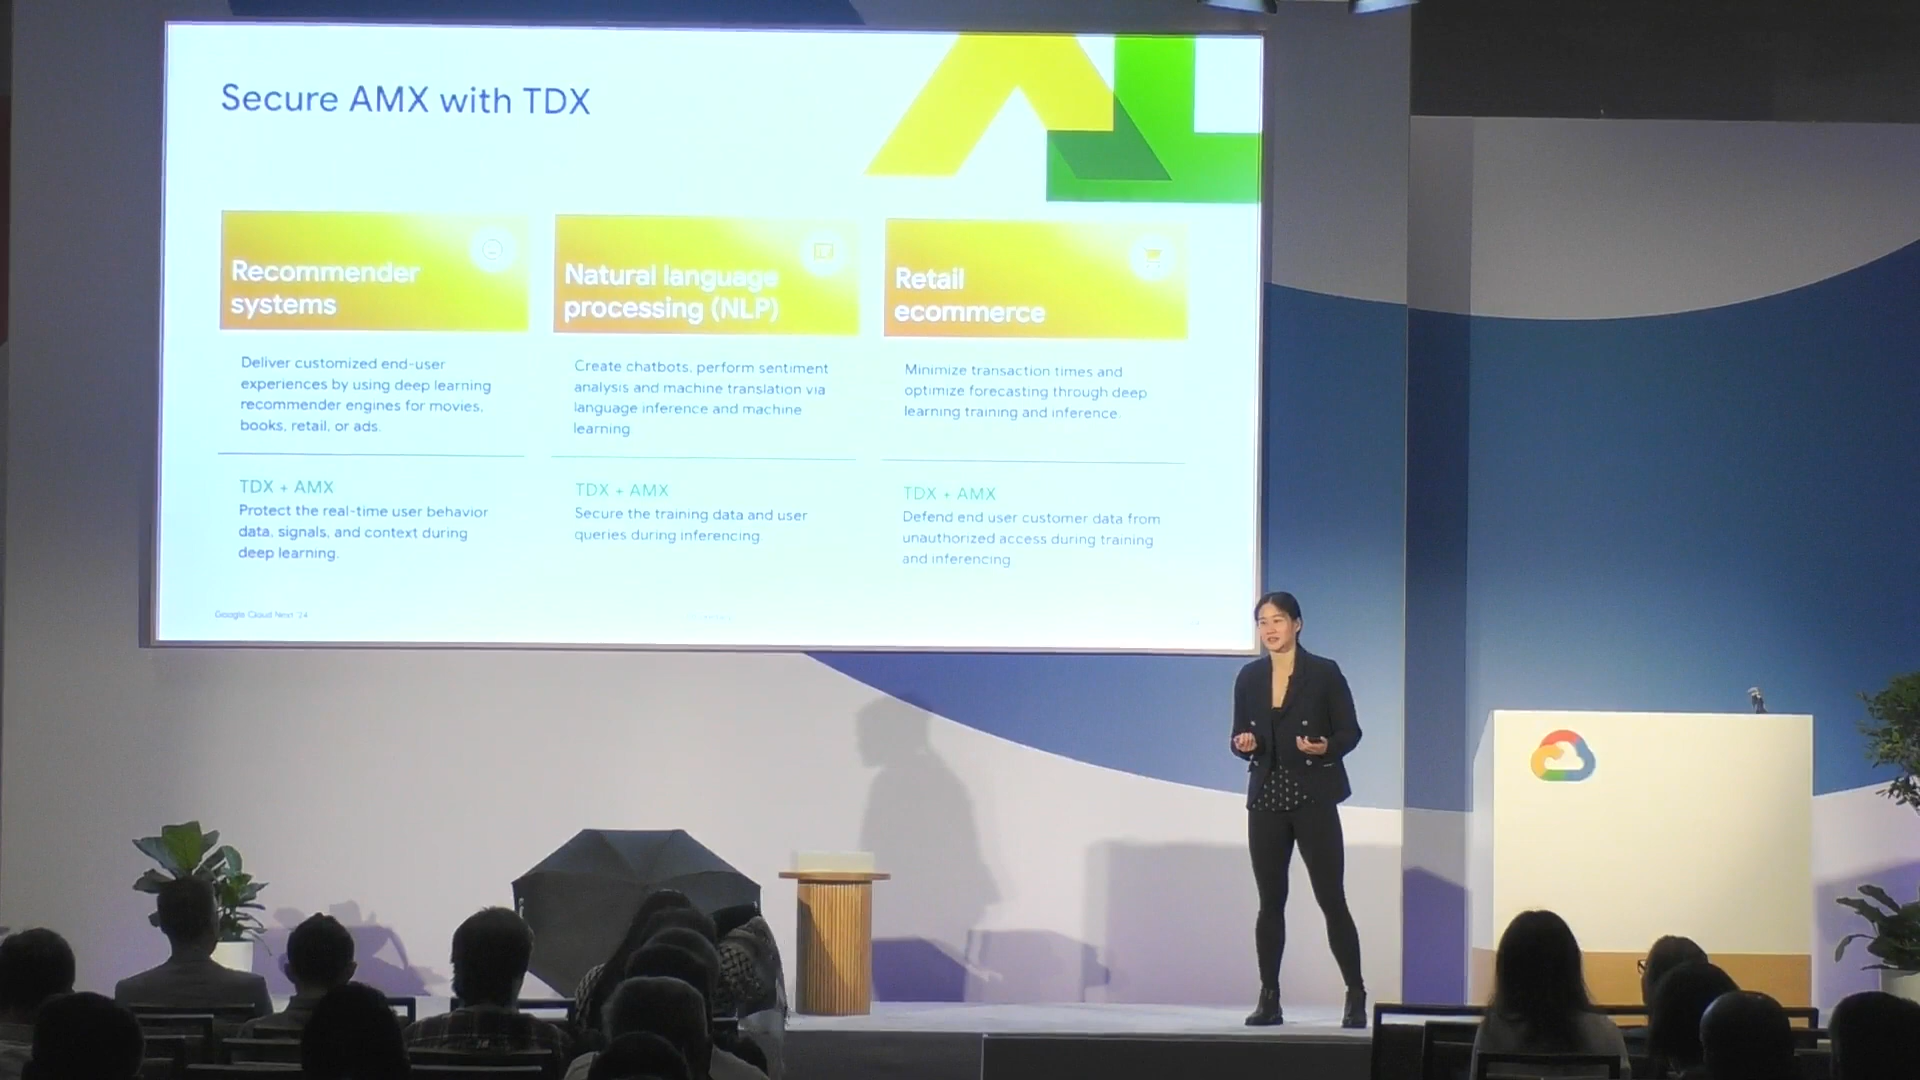 Secure AMX with TDX
Recommender
systems
Deliver customized end-user
experiences by using deep learning
recommender engines for movies,
books, retail, or ads.
TDX + AMX
Protect the real-time user behavior
data, signals, and context during
deep learning.
Natural language
processing (NLP)
Create chatbots, perform sentiment
analysis and machine translation via
language inference and machine
learning
TDX + AMX
Secure the training data and user
queries during inferencing
Retail
ecommerce
Minimize transaction times and
optimize forecasting through deep
learning training and inference.
TDX + AMX
Defend end user customer data from
unauthorized access during training
and inferencing
Google Cloud Next '24